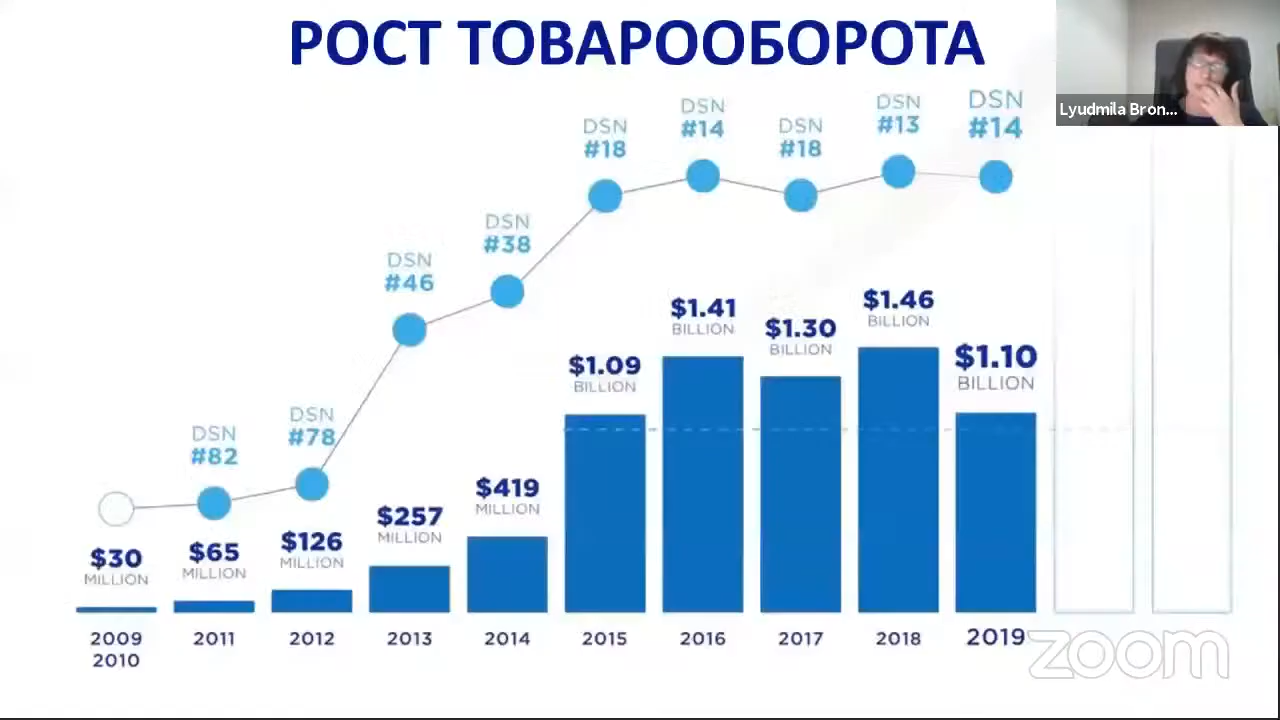 РОСТ ТОВАРООБОРОТА
Lyudmila Bron...
DSN
#82
DSN
#78
DSN
#46
DSN
#38
DSN
#18
DSN
#14
DSN
#18
DSN
#13
DSN
#14
$30
MILLION
$65
MILLION
$126
MILLION
$257
MILLION
$419
MILLION
$1.09
BILLION
$1.41
BILLION
$1.30
BILLION
$1.46
BILLION
$1.10
BILLION
2009
2010
2011
2012
2013
2014
2015
2016
2017
2018
2019
zoom